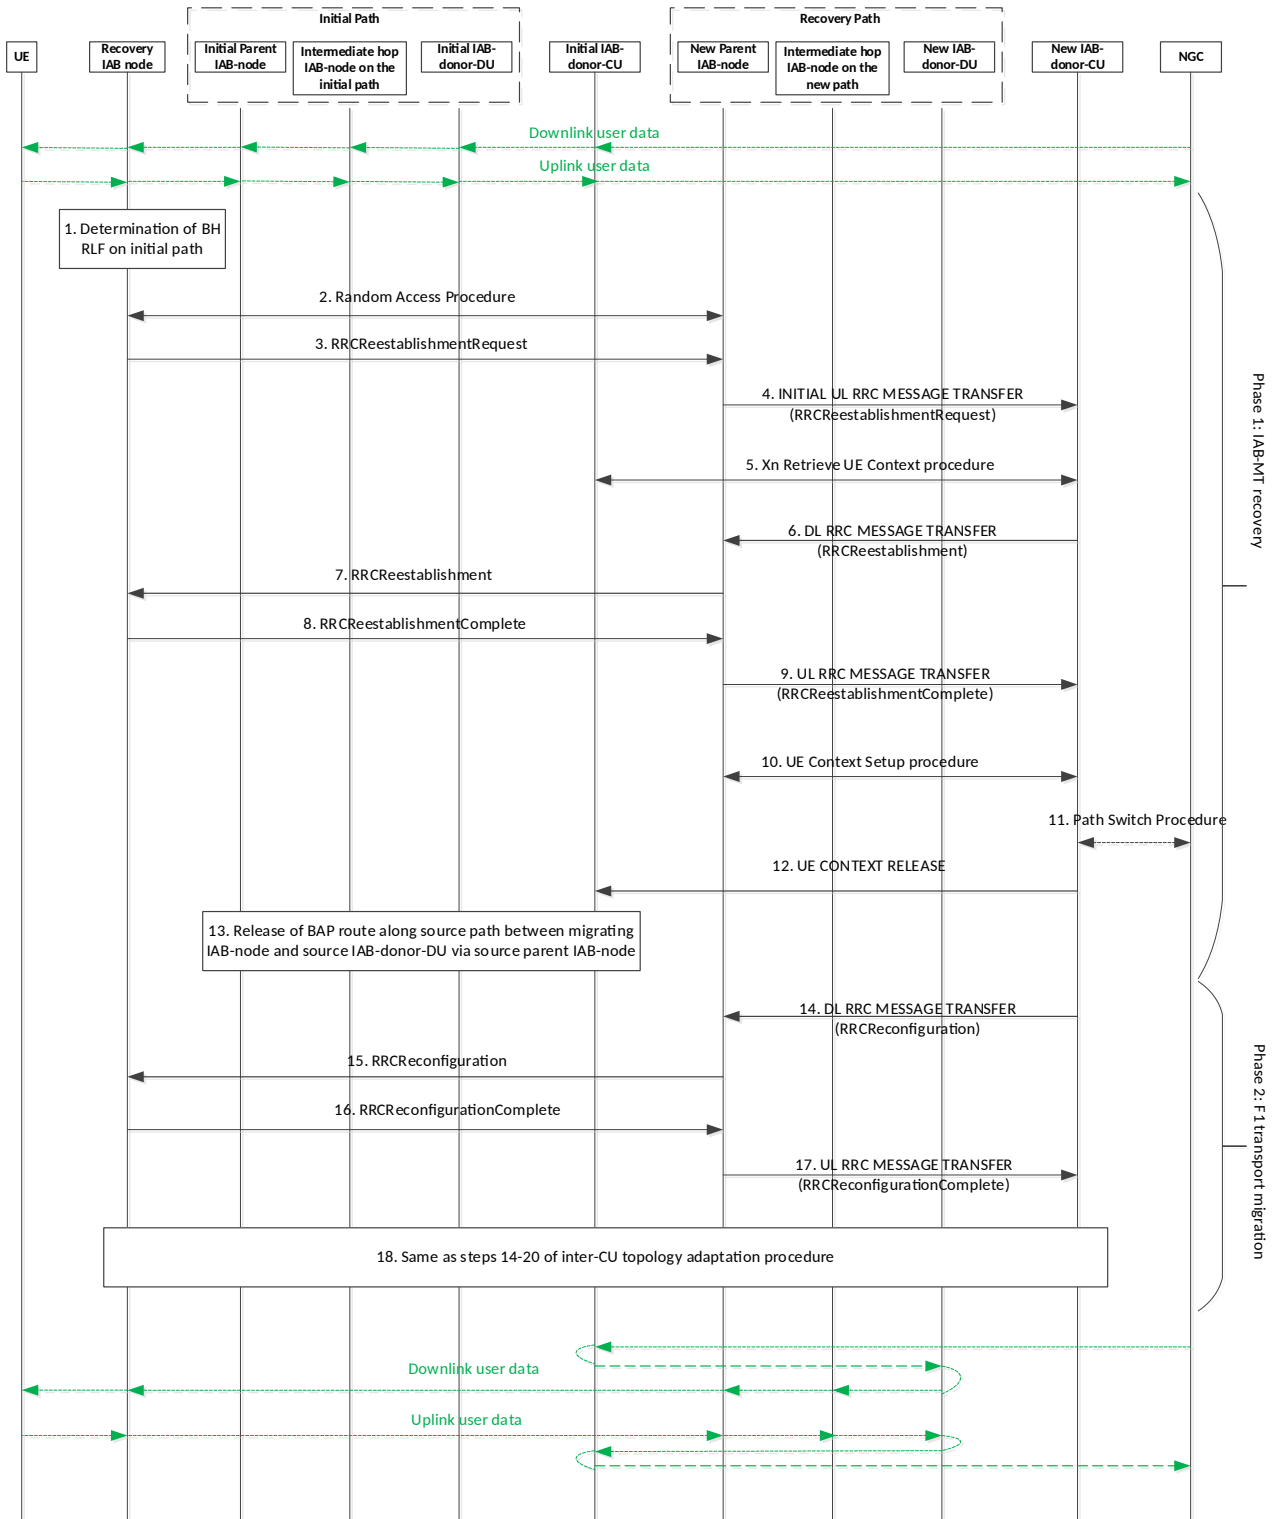 Initial Path
Recovery Path
UE
Recovery
IAB node
Initial Parent
IAB-node
Intermediate hop
IAB-node on the
initial path
Initial IAB-
donor-DU
Initial IAB-
donor-CU
New Parent
IAB-node
Intermediate hop
IAB-node on the
new path
New IAB-
donor-DU
New IAB-
donor-CU
NGC
Downlink user data
Uplink user data
1. Determination of BH
RLF on initial path
2. Random Access Procedure
3. RRCReestablishmentRequest
4. INITIAL UL RRC MESSAGE TRANSFER
(RRCReestablishmentRequest)
5. Xn Retrieve UE Context procedure
6. DL RRC MESSAGE TRANSFER
(RRCReestablishment)
7. RRCReestablishment
8. RRCReestablishmentComplete
9. UL RRC MESSAGE TRANSFER
(RRCReestablishmentComplete)
10. UE Context Setup procedure
11. Path Switch Procedure
12. UE CONTEXT RELEASE
13. Release of BAP route along source path between migrating
IAB-node and source IAB-donor-DU via source parent IAB-node
Phase 1: IAB-MT recovery
14. DL RRC MESSAGE TRANSFER
(RRCReconfiguration)
15. RRCReconfiguration
16. RRCReconfigurationComplete
17. UL RRC MESSAGE TRANSFER
(RRCReconfigurationComplete)
18. Same as steps 14-20 of inter-CU topology adaptation procedure
Phase 2: F1 transport migration
Downlink user data
Uplink user data